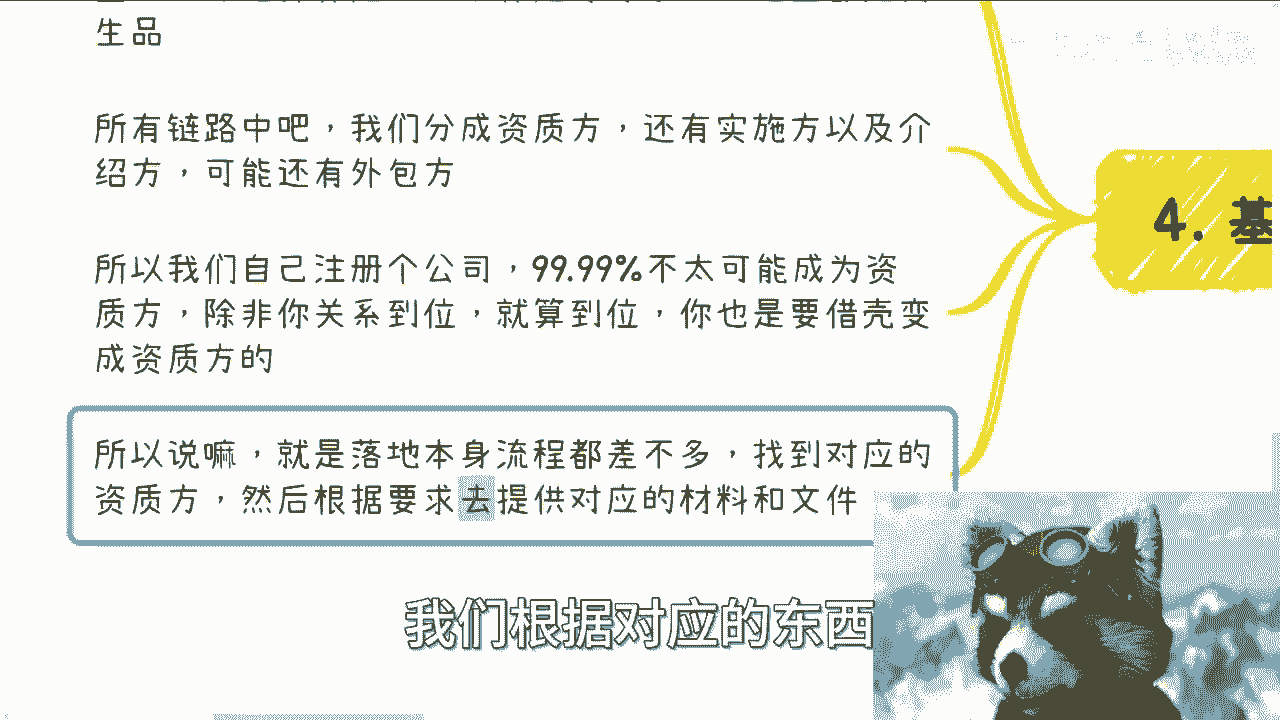 生品
所有链路中吧，我们分成资质方，还有实施方以及介
绍方，可能还有外包方
所以我们自己注册个公司，99.99%不太可能成为资
质方，除非你关系到位，就算到位，你也是要借壳变
成资质方的
4. 基
所以说嘛，就是落地本身流程都差不多，找到对应的
资质方，然后根据要求去提供对应的材料和文件
我们根据对应的东西